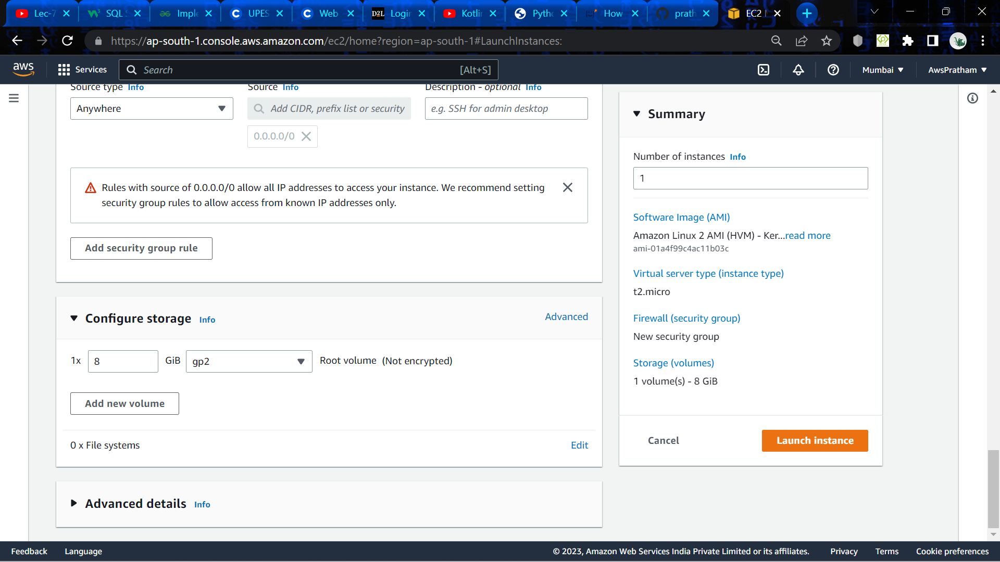 Lec-7
SQL
Imple
UPES
Web
D2L Login
Kotlin
Pytho
How
prath
EC2
https://ap-south-1.console.aws.amazon.com/ec2/home?region=ap-south-1#LaunchInstances:
aws
Services
Search
[Alt+S]
Mumbai
AwsPratham
Source type Info
Source Info
Description - optional Info
Anywhere
Add CIDR, prefix list or security
e.g. SSH for admin desktop
0.0.0.0/0
Rules with source of 0.0.0.0/0 allow all IP addresses to access your instance. We recommend setting
security group rules to allow access from known IP addresses only.
Add security group rule
Configure storage Info
Advanced
1x
8
GiB
gp2
Root volume (Not encrypted)
Add new volume
0 x File systems
Edit
Advanced details Info
Summary
Number of instances Info
1
Software Image (AMI)
Amazon Linux 2 AMI (HVM) - Ker...read more
ami-01a4f99c4ac11b03c
Virtual server type (instance type)
t2.micro
Firewall (security group)
New security group
Storage (volumes)
1 volume(s) - 8 GiB
Cancel
Launch instance
Feedback
Language
© 2023, Amazon Web Services India Private Limited or its affiliates.
Privacy
Terms
Cookie preferences